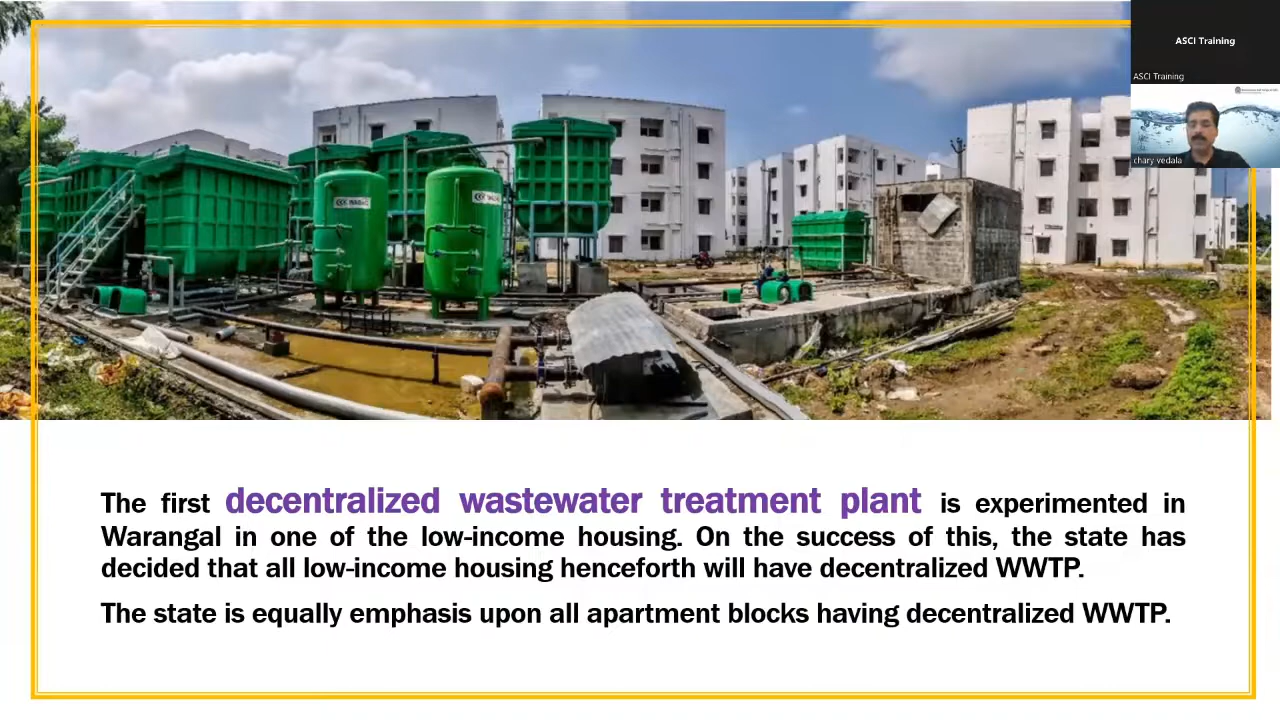 ASCI Training
ASCI Training
chary vedala
The first decentralized wastewater treatment plant is experimented in
Warangal in one of the low-income housing. On the success of this, the state has
decided that all low-income housing henceforth will have decentralized WWTP.
The state is equally emphasis upon all apartment blocks having decentralized WWTP.